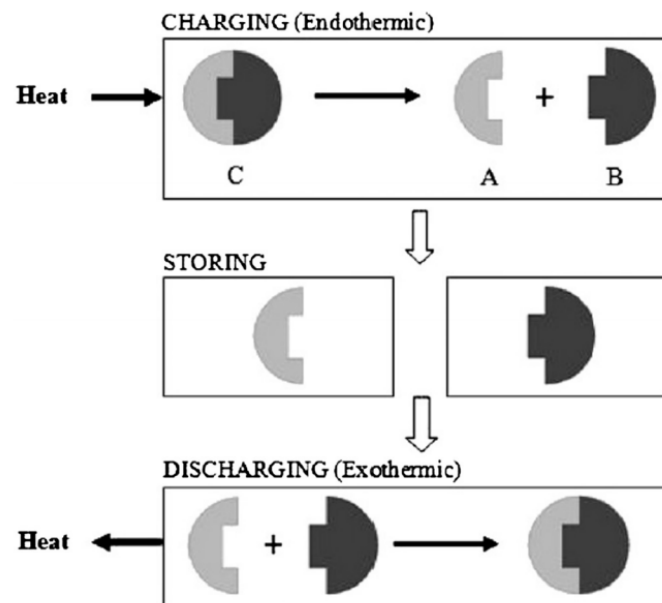 CHARGING (Endothermic)
Heat
+
C
A
B
STORING
DISCHARGING (Exothermic)
Heat
+